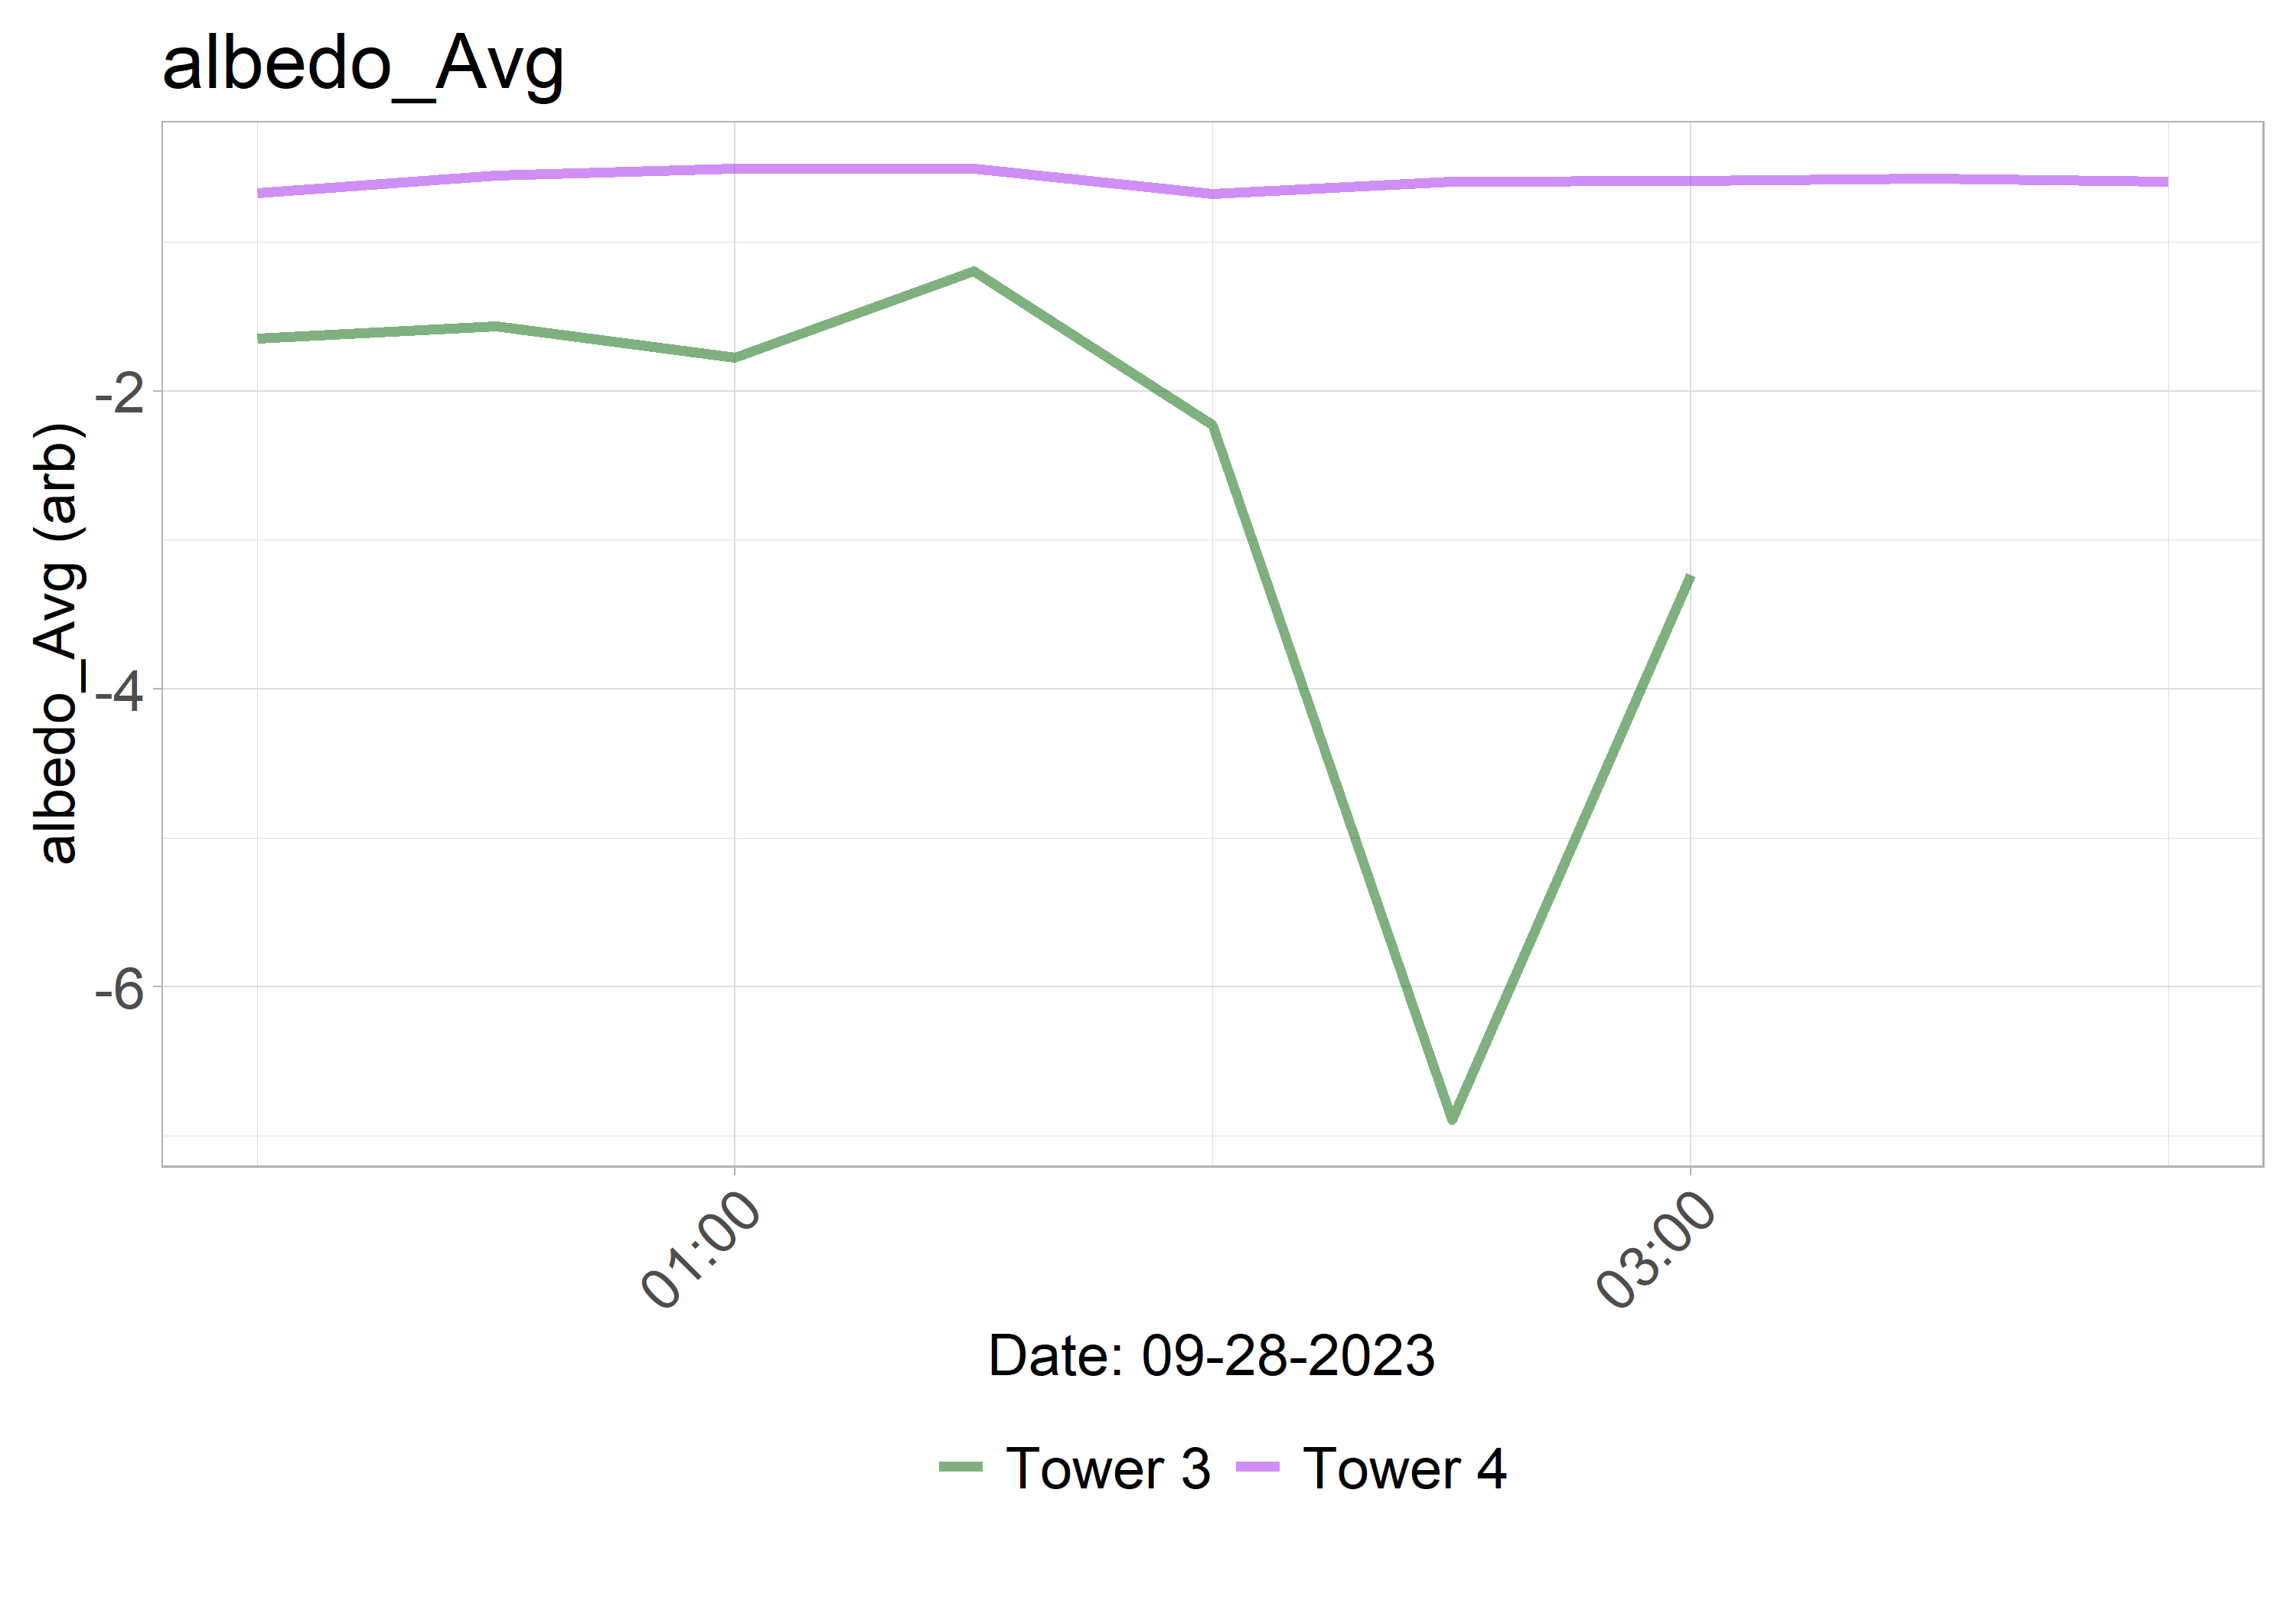 albedo_Avg
albedo_Avg (arb)
-2
-4
-6
01:00
03:00
Date: 09-28-2023
Tower 3
Tower 4